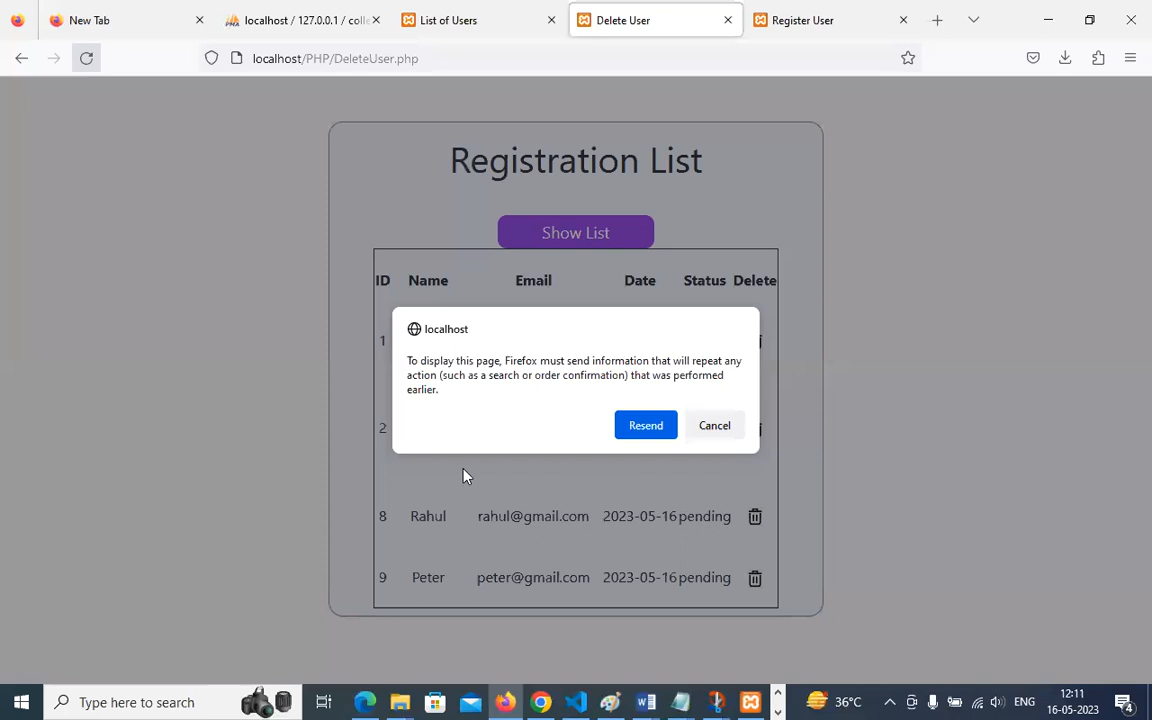 New Tab
localhost / 127.0.0.1 / colle
List of Users
Delete User
Register User
localhost/PHP/DeleteUser.php
Registration List
Show List
ID Name Email Date Status Delete
localhost
To display this page, Firefox must send information that will repeat any
action (such as a search or order confirmation) that was performed
earlier.
Resend Cancel
1
2
8 Rahul rahul@gmail.com 2023-05-16 pending
9 Peter peter@gmail.com 2023-05-16 pending
Type here to search
36°C
ENG
12:11
16-05-2023
4